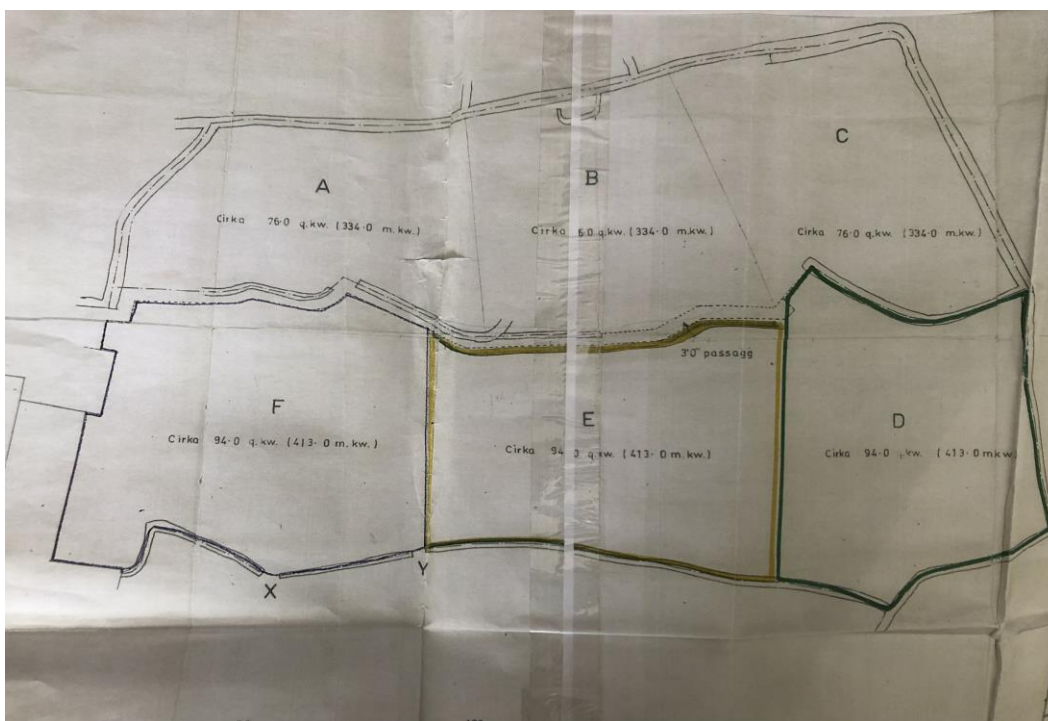 A
Cirka 76·0 q.kw. (334·0 m.kw.)
B
Cirka 6·0 q.kw. (334·0 m.kw.)
C
Cirka 76·0 q.kw. (334·0 m.kw.)
3'0" passagg
F
Cirka 94·0 q.kw. (413·0 m.kw.)
E
Cirka 94·0 q.kw. (413·0 m.kw.)
D
Cirka 94·0 q.kw. (413·0 m.kw)
X
Y